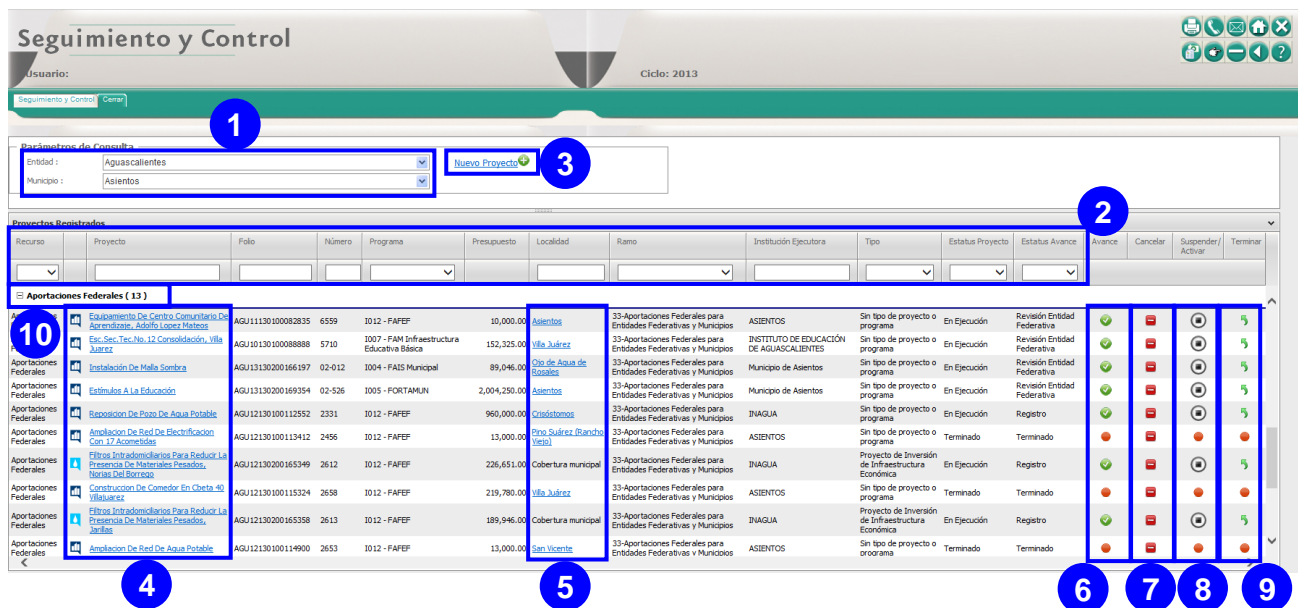 Seguimiento y Control
Usuario:
Ciclo: 2013
Seguimiento y Control Cerrar
1
Parámetros de Consulta
Entidad : Aguascalientes
Nuevo Proyecto
3
Municipio : Asientos
2
Proyectos Registrados
Recurso Proyecto Folio Número Programa Presupuesto Localidad Ramo Institución Ejecutora Tipo Estatus Proyecto Estatus Avance Avance Cancelar Suspender/ Activar Terminar
Aportaciones Federales ( 13 )
10
Equipamiento De Centro Comunitario De Aprendizaje, Adolfo Lopez Mateos AGU11130100082835 6559 I012 - FAFEF 10,000.00 Asientos 33-Aportaciones Federales para Entidades Federativas y Municipios ASIENTOS Sin tipo de proyecto o programa En Ejecución Revisión Entidad Federativa
Esc.Sec.Tec.No. 12 Consolidación, Villa Juarez AGU10130100088888 5710 I007 - FAM Infraestructura Educativa Básica 152,325.00 Villa Juárez 33-Aportaciones Federales para Entidades Federativas y Municipios INSTITUTO DE EDUCACIÓN DE AGUASCALIENTES Sin tipo de proyecto o programa En Ejecución Revisión Entidad Federativa
Aportaciones Federales Instalación De Malla Sombra AGU13130200166197 02-012 I004 - FAIS Municipal 89,046.00 Ojo de Agua de Rosales 33-Aportaciones Federales para Entidades Federativas y Municipios Municipio de Asientos Sin tipo de proyecto o programa En Ejecución Revisión Entidad Federativa
Aportaciones Federales Estímulos A La Educación AGU13130200169354 02-526 I005 - FORTAMUN 2,004,250.00 Asientos 33-Aportaciones Federales para Entidades Federativas y Municipios Municipio de Asientos Sin tipo de proyecto o programa En Ejecución Revisión Entidad Federativa
Aportaciones Federales Reposicion De Pozo De Agua Potable AGU12130100112552 2331 I012 - FAFEF 960,000.00 Crisóstomos 33-Aportaciones Federales para Entidades Federativas y Municipios INAGUA Sin tipo de proyecto o programa En Ejecución Registro
Aportaciones Federales Ampliacion De Red De Electrificacion Con 17 Acometidas AGU12130100113412 2456 I012 - FAFEF 13,000.00 Pino Suárez (Rancho Viejo) 33-Aportaciones Federales para Entidades Federativas y Municipios ASIENTOS Sin tipo de proyecto o programa Terminado Terminado
Aportaciones Federales Filtros Intradomiciliarios Para Reducir La Presencia De Materiales Pesados, Norias Del Borrego AGU12130200165349 2612 I012 - FAFEF 226,651.00 Cobertura municipal 33-Aportaciones Federales para Entidades Federativas y Municipios INAGUA Proyecto de Inversión de Infraestructura Económica En Ejecución Registro
Aportaciones Federales Construccion De Comedor En Cbeta 40 Villajuarez AGU12130100115324 2658 I012 - FAFEF 219,780.00 Villa Juárez 33-Aportaciones Federales para Entidades Federativas y Municipios ASIENTOS Sin tipo de proyecto o programa Terminado Terminado
Aportaciones Federales Filtros Intradomiciliarios Para Reducir La Presencia De Materiales Pesados, Jarillas AGU12130200165358 2613 I012 - FAFEF 189,946.00 Cobertura municipal 33-Aportaciones Federales para Entidades Federativas y Municipios INAGUA Proyecto de Inversión de Infraestructura Económica En Ejecución Registro
Aportaciones Federales Ampliacion De Red De Agua Potable AGU12130100114900 2653 I012 - FAFEF 13,000.00 San Vicente 33-Aportaciones Federales para Entidades Federativas y Municipios ASIENTOS Sin tipo de proyecto o programa Terminado Terminado
4
5
6
7
8
9